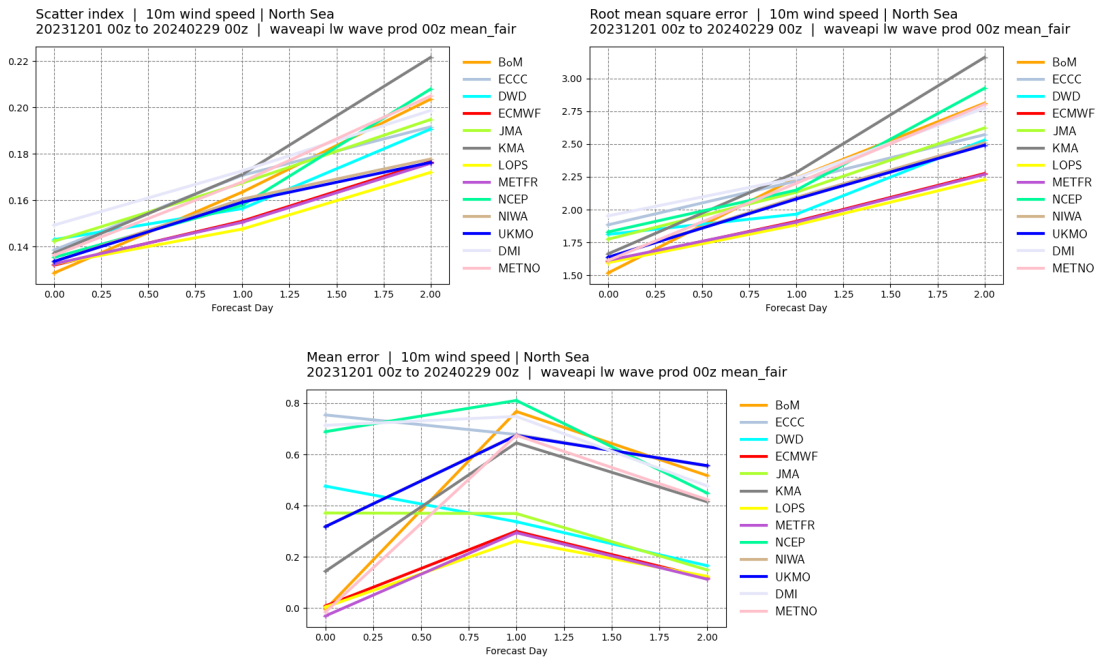 Scatter index | 10m wind speed | North Sea
20231201 00z to 20240229 00z | waveapi lw wave prod 00z mean_fair
0.22
0.20
0.18
0.16
0.14
0.00 0.25 0.50 0.75 1.00 1.25 1.50 1.75 2.00
Forecast Day
BoM
ECCC
DWD
ECMWF
JMA
KMA
LOPS
METFR
NCEP
NIWA
UKMO
DMI
METNO
Root mean square error | 10m wind speed | North Sea
20231201 00z to 20240229 00z | waveapi lw wave prod 00z mean_fair
3.00
2.75
2.50
2.25
2.00
1.75
1.50
0.00 0.25 0.50 0.75 1.00 1.25 1.50 1.75 2.00
Forecast Day
BoM
ECCC
DWD
ECMWF
JMA
KMA
LOPS
METFR
NCEP
NIWA
UKMO
DMI
METNO
Mean error | 10m wind speed | North Sea
20231201 00z to 20240229 00z | waveapi lw wave prod 00z mean_fair
0.8
0.6
0.4
0.2
0.0
0.00 0.25 0.50 0.75 1.00 1.25 1.50 1.75 2.00
Forecast Day
BoM
ECCC
DWD
ECMWF
JMA
KMA
LOPS
METFR
NCEP
NIWA
UKMO
DMI
METNO